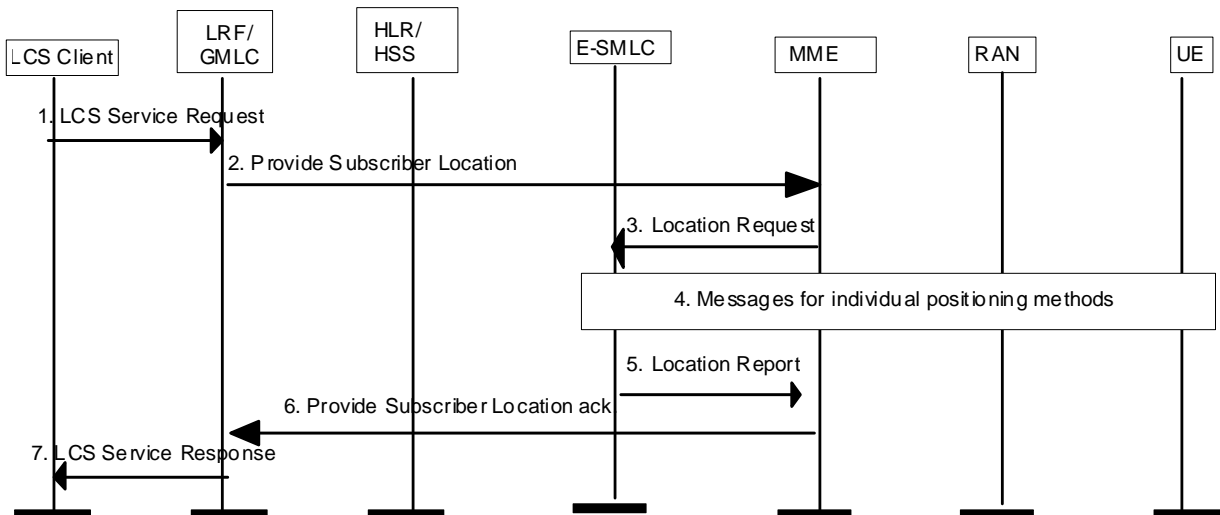 LCS Client
LRF/
GMLC
HLR/
HSS
E-SMLC
MME
RAN
UE
1. LCS Service Request
2. Provide Subscriber Location
3. Location Request
4. Messages for individual positioning methods
5. Location Report
6. Provide Subscriber Location ack.
7. LCS Service Response